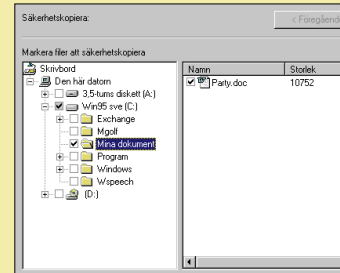 Säkerhetskopiera:
< Föregående
Markera filer att säkerhetskopiera
Skrivbord
Den här datorn
3,5-tums diskett (A:)
Win95 sve (C:)
Exchange
Mgolf
Mina dokument
Program
Windows
Wspeech
(D:)
Namn Storlek
Party.doc 10752